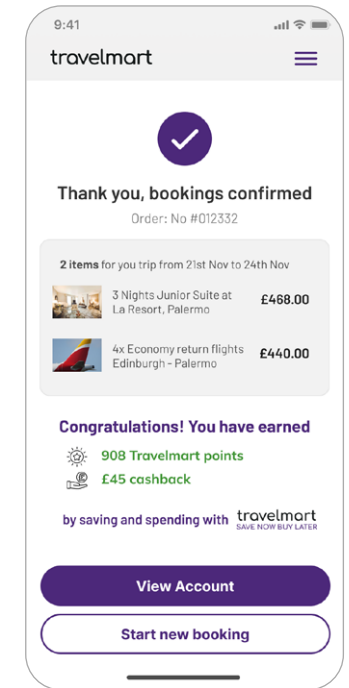 9:41
travelmart
Thank you, bookings confirmed
Order: No #012332
2 items for you trip from 21st Nov to 24th Nov
3 Nights Junior Suite at
La Resort, Palermo
£468.00
4x Economy return flights
Edinburgh - Palermo
£440.00
Congratulations! You have earned
908 Travelmart points
£45 cashback
by saving and spending with travelmart
SAVE NOW BUY LATER
View Account
Start new booking